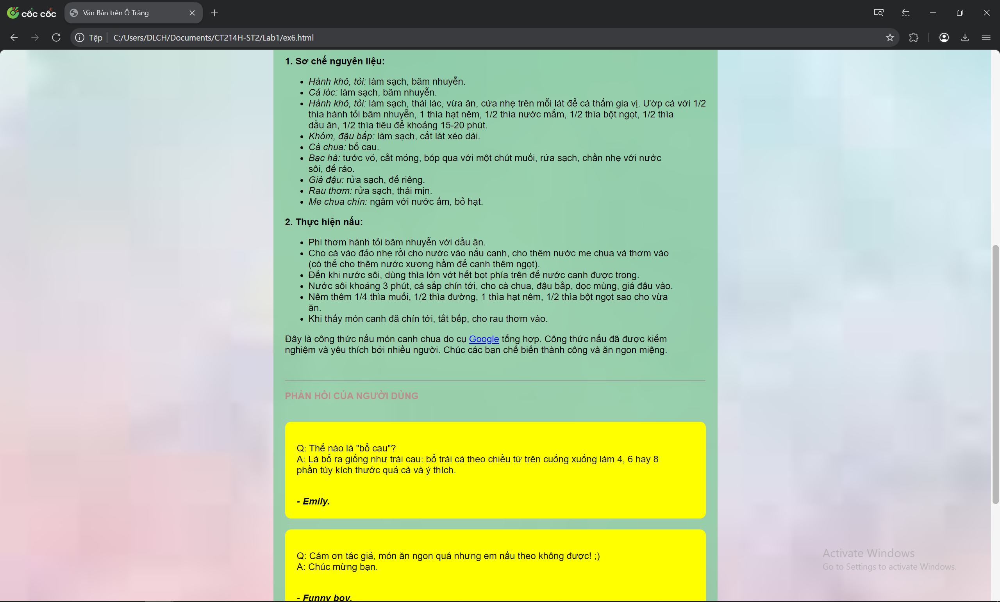 cốc cốc
Văn Bản trên Ô Trắng
Tệp
C:/Users/DLCH/Documents/CT214H-ST2/Lab1/ex6.html
1. Sơ chế nguyên liệu:
Hành khô, tỏi: làm sạch, băm nhuyễn.
Cá lóc: làm sạch, băm nhuyễn.
Hành khô, tỏi: làm sạch, thái lác, vừa ăn, cứa nhẹ trên mỗi lát để cá thấm gia vị. Ướp cá với 1/2
thìa hành tỏi băm nhuyễn, 1 thìa hạt nêm, 1/2 thìa nước mắm, 1/2 thìa bột ngọt, 1/2 thìa
dầu ăn, 1/2 thìa tiêu để khoảng 15-20 phút.
Khóm, đậu bắp: làm sạch, cắt lát xéo dài.
Cà chua: bổ cau.
Bạc hà: tước vỏ, cắt mỏng, bóp qua với một chút muối, rửa sạch, chần nhẹ với nước
sôi, để ráo.
Giá đậu: rửa sạch, để riêng.
Rau thơm: rửa sạch, thái mịn.
Me chua chín: ngâm với nước ấm, bỏ hạt.
2. Thực hiện nấu:
Phi thơm hành tỏi băm nhuyễn với dầu ăn.
Cho cá vào đảo nhẹ rồi cho nước vào nấu canh, cho thêm nước me chua và thơm vào
(có thể cho thêm nước xương hầm để canh thêm ngọt).
Đến khi nước sôi, dùng thìa lớn vớt hết bọt phía trên để nước canh được trong.
Nước sôi khoảng 3 phút, cá sắp chín tới, cho cà chua, đậu bắp, dọc mùng, giá đậu vào.
Nêm thêm 1/4 thìa muối, 1/2 thìa đường, 1 thìa hạt nêm, 1/2 thìa bột ngọt sao cho vừa
ăn.
Khi thấy món canh đã chín tới, tắt bếp, cho rau thơm vào.
Đây là công thức nấu món canh chua do cụ Google tổng hợp. Công thức nấu đã được kiểm
nghiệm và yêu thích bởi nhiều người. Chúc các bạn chế biến thành công và ăn ngon miệng.
PHẢN HỒI CỦA NGƯỜI DÙNG
Q: Thế nào là "bổ cau"?
A: Là bổ ra giống như trái cau: bổ trái cà theo chiều từ trên cuống xuống làm 4, 6 hay 8
phần tùy kích thước quả cà và ý thích.
- Emily.
Q: Cám ơn tác giả, món ăn ngon quá nhưng em nấu theo không được! ;)
A: Chúc mừng bạn.
- Funny boy.
Activate Windows
Go to Settings to activate Windows.